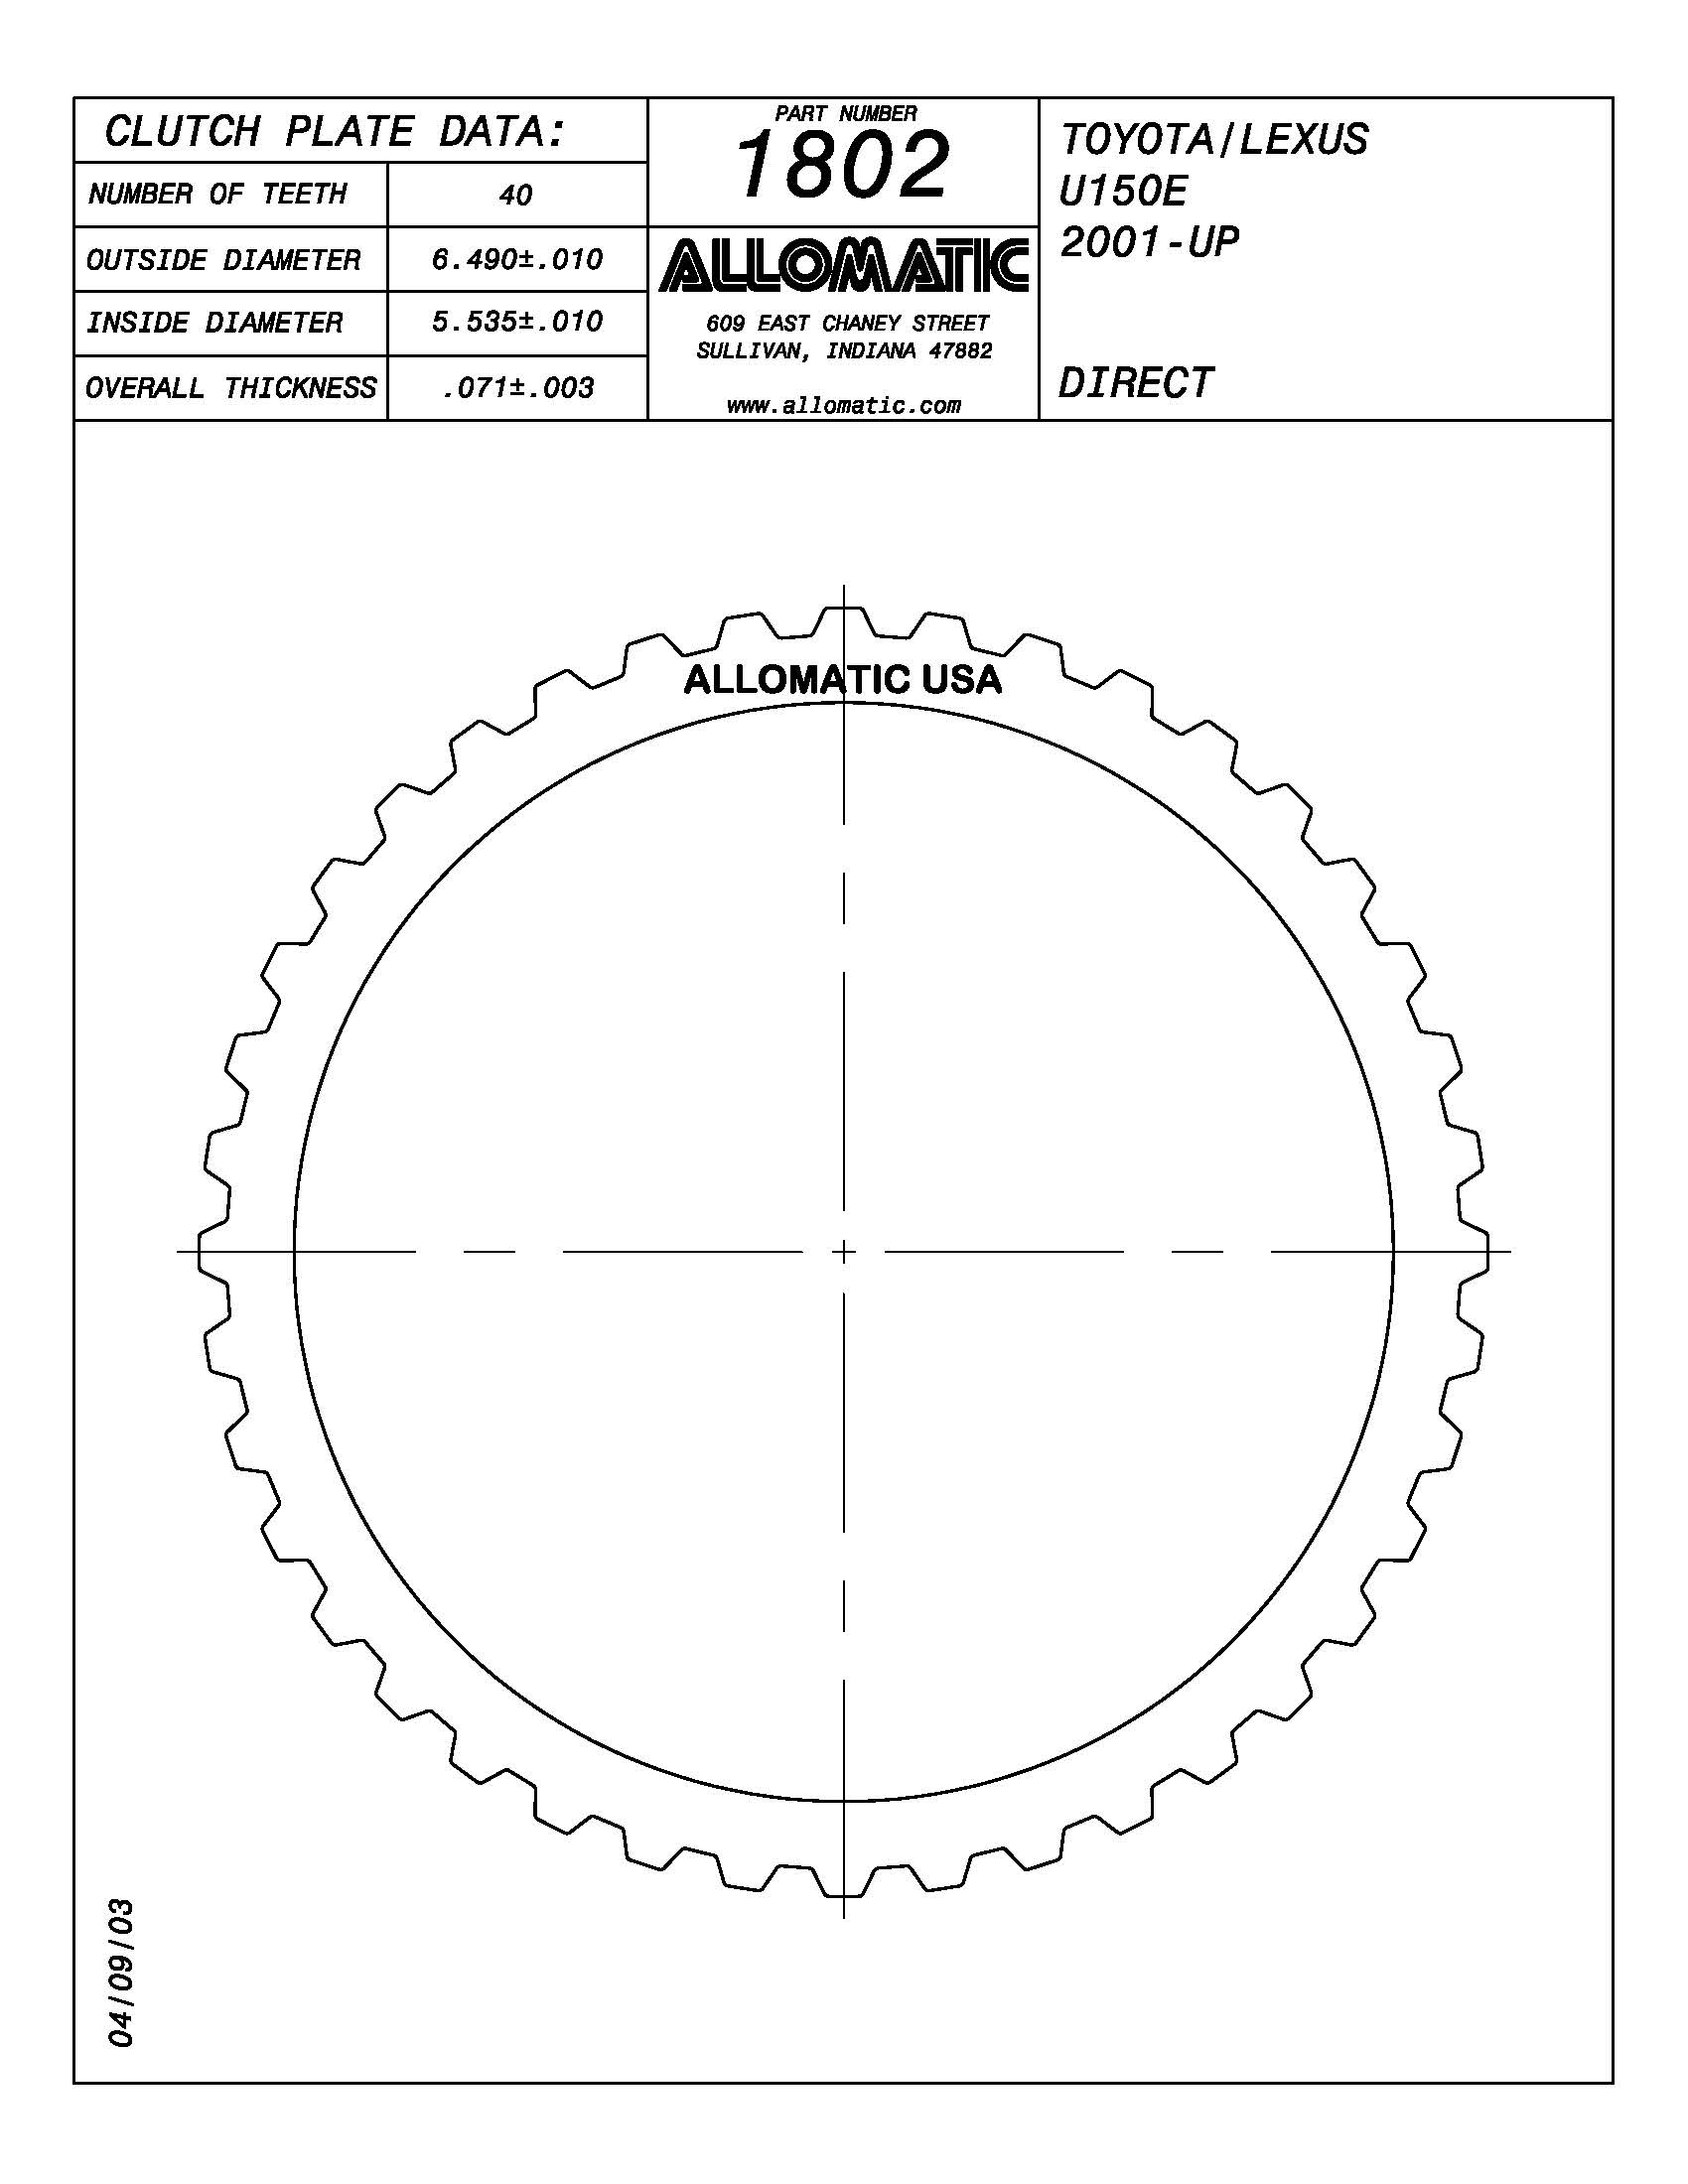 CLUTCH PLATE DATA:
NUMBER OF TEETH 40
OUTSIDE DIAMETER 6.490±.010
INSIDE DIAMETER 5.535±.010
OVERALL THICKNESS .071±.003
PART NUMBER
1802
ALLOMATIC
609 EAST CHANEY STREET
SULLIVAN, INDIANA 47882
www.allomatic.com
TOYOTA/LEXUS
U150E
2001-UP
DIRECT
ALLOMATIC USA
04/09/03